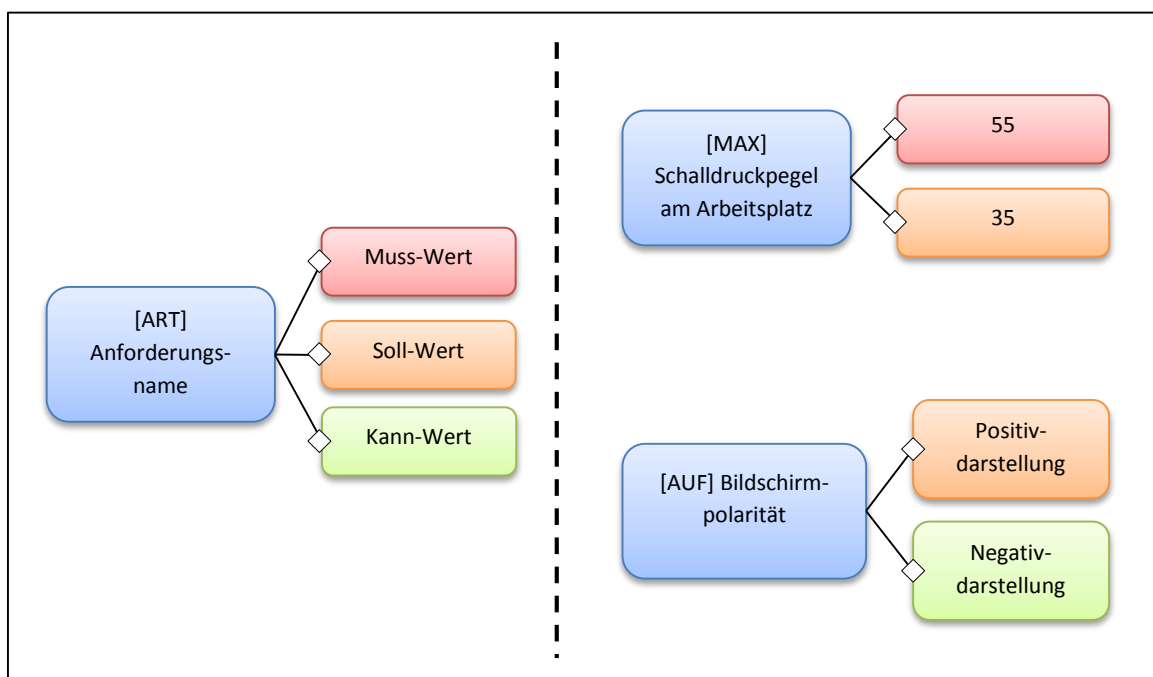 [ART]
Anforderungs-
name
Muss-Wert
Soll-Wert
Kann-Wert
[MAX]
Schalldruckpegel
am Arbeitsplatz
55
35
[AUF] Bildschirm-
polarität
Positiv-
darstellung
Negativ-
darstellung